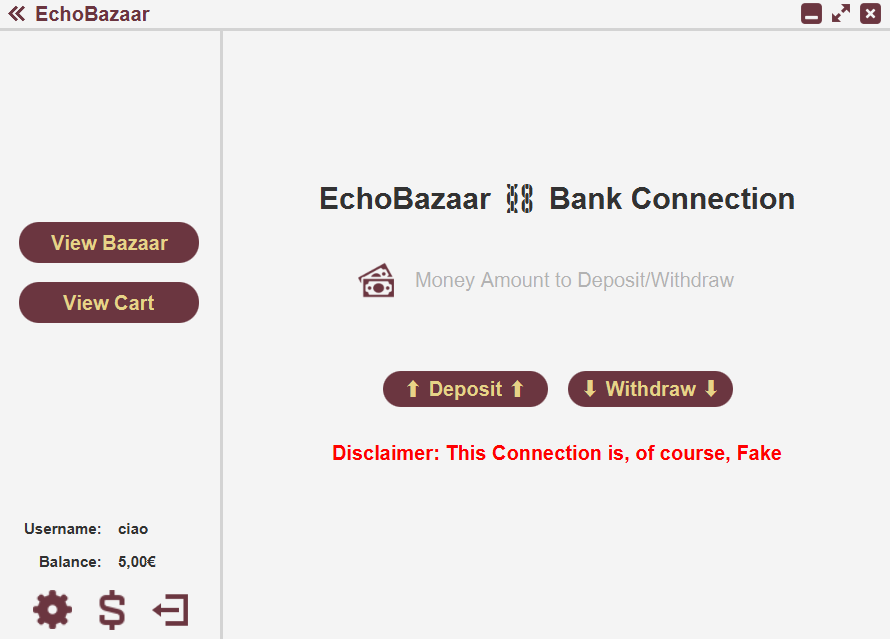 EchoBazaar
EchoBazaar ⛓ Bank Connection
View Bazaar
View Cart
Money Amount to Deposit/Withdraw
⬆ Deposit ⬆
⬇ Withdraw ⬇
Disclaimer: This Connection is, of course, Fake
Username: ciao
Balance: 5,00€